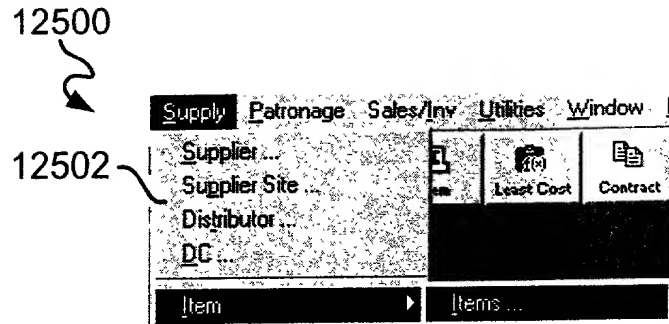 12500
Supply Patronage Sales/Inv Utilities Window
12502
Supplier ...
Supplier Site ...
Distributor ...
DC ...
Least Cost Contract
Item Items ...